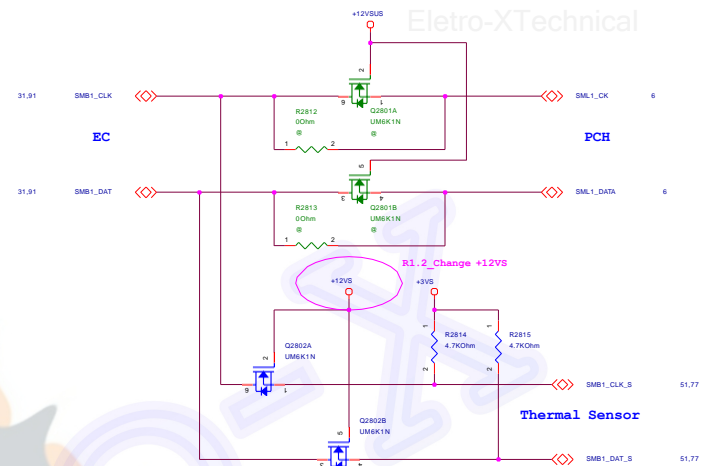 Eletro-XTechnical
+12VSUS
2
31,91 SMB1_CLK 6 1 SML1_CK 6
R2812 Q2801A
0Ohm UM6K1N
@ @
EC PCH
1 2
5
31,91 SMB1_DAT 3 4 SML1_DATA 6
R2813 Q2801B
0Ohm UM6K1N
@ @
1 2
R1.2_Change +12VS
+12VS +3VS
1 1
R2814 R2815
4.7KOhm 4.7KOhm
Q2802A
UM6K1N
2
2 2
6 1 SMB1_CLK_S 51,77
Thermal Sensor
Q2802B
UM6K1N
5
3 4 SMB1_DAT_S 51,77